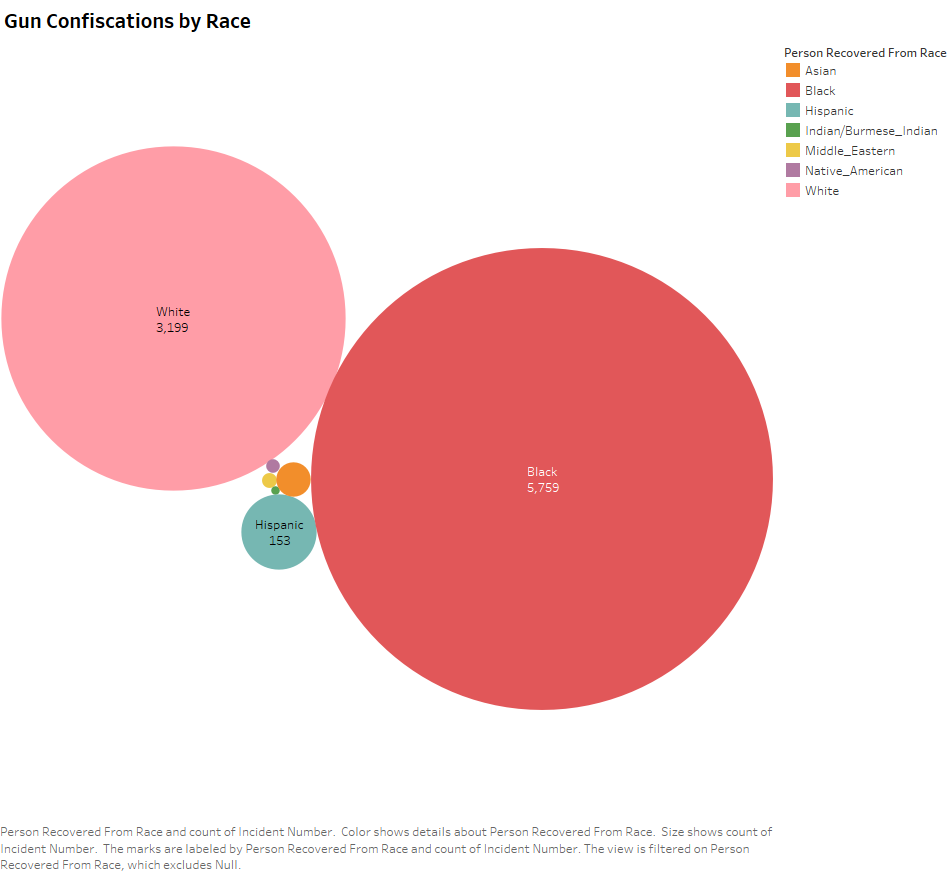 Gun Confiscations by Race
Person Recovered From Race
Asian
Black
Hispanic
Indian/Burmese_Indian
Middle_Eastern
Native_American
White
White
3,199
Black
5,759
Hispanic
153
Person Recovered From Race and count of Incident Number.  Color shows details about Person Recovered From Race.  Size shows count of
Incident Number.  The marks are labeled by Person Recovered From Race and count of Incident Number. The view is filtered on Person
Recovered From Race, which excludes Null.